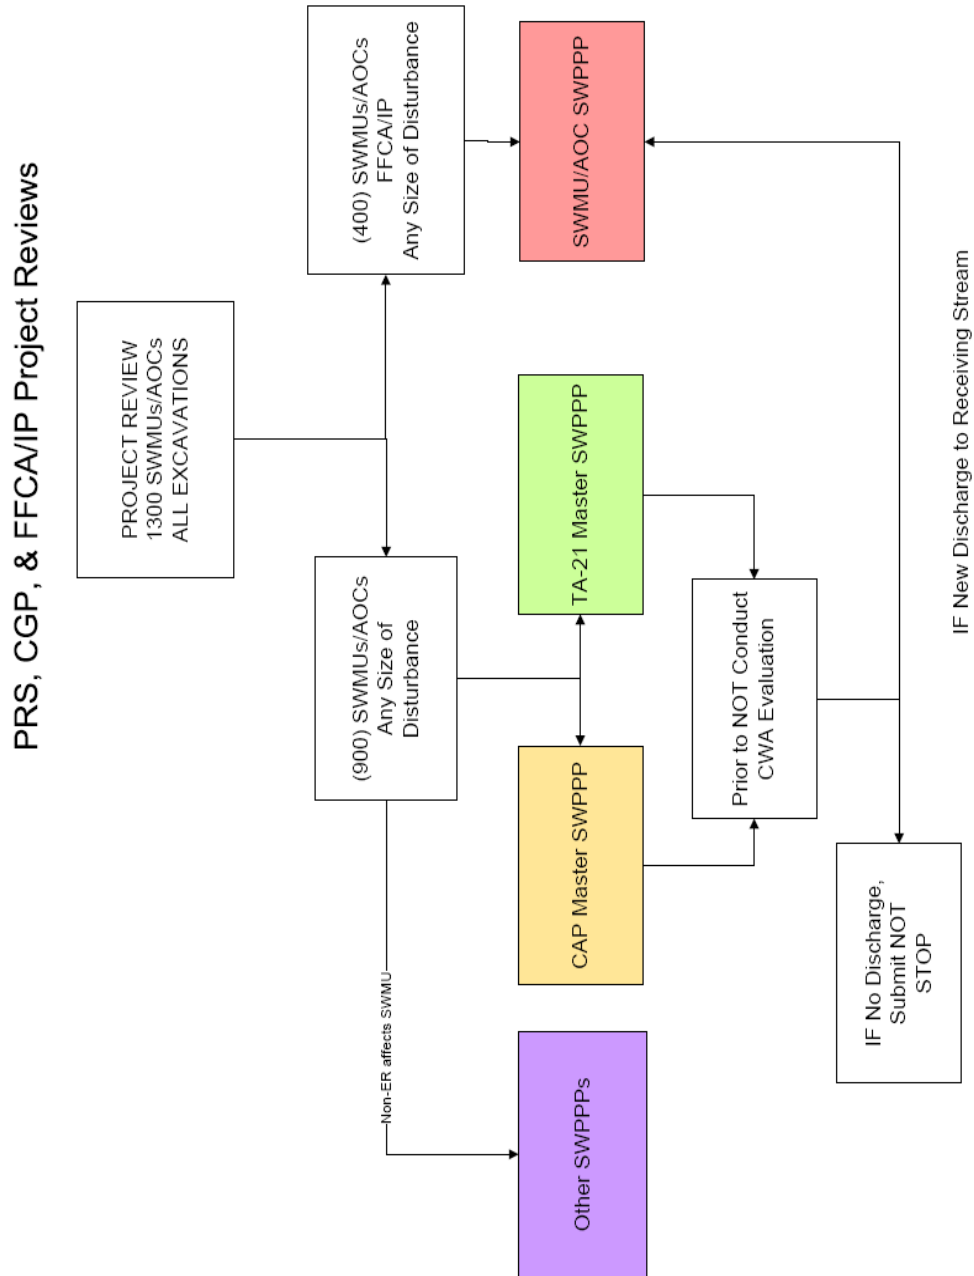 PRS, CGP, & FFCA/IP Project Reviews
PROJECT REVIEW
1300 SWMUs/AOCs
ALL EXCAVATIONS
(900) SWMUs/AOCs
Any Size of
Disturbance
(400) SWMUs/AOCs
FFCA/IP
Any Size of Disturbance
Non-ER affects SWMU
Other SWPPPs
CAP Master SWPPP
TA-21 Master SWPPP
SWMU/AOC SWPPP
Prior to NOT Conduct
CWA Evaluation
IF No Discharge,
Submit NOT
STOP
IF New Discharge to Receiving Stream